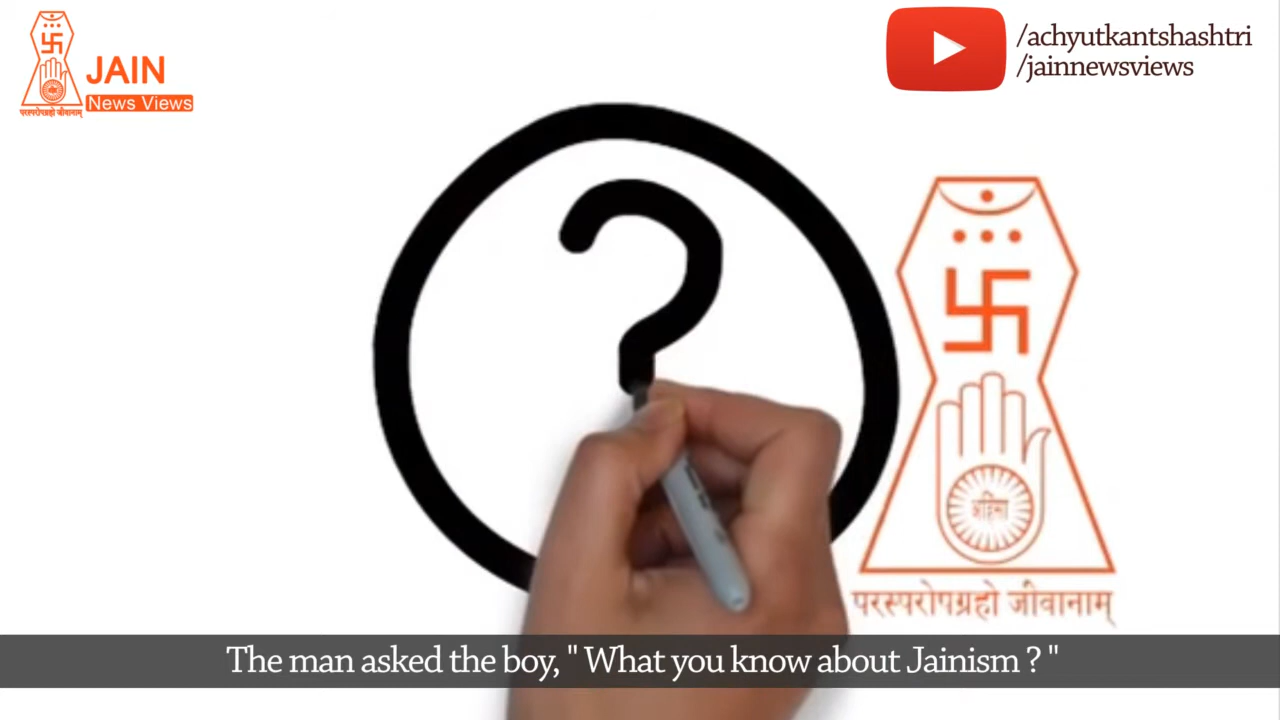 JAIN
News Views
परस्परोपग्रहो जीवानाम्
/achyutkantshashtri
/jainnewsviews
अहिंसा
परस्परोपग्रहो जीवानाम्
The man asked the boy, " What you know about Jainism ? "